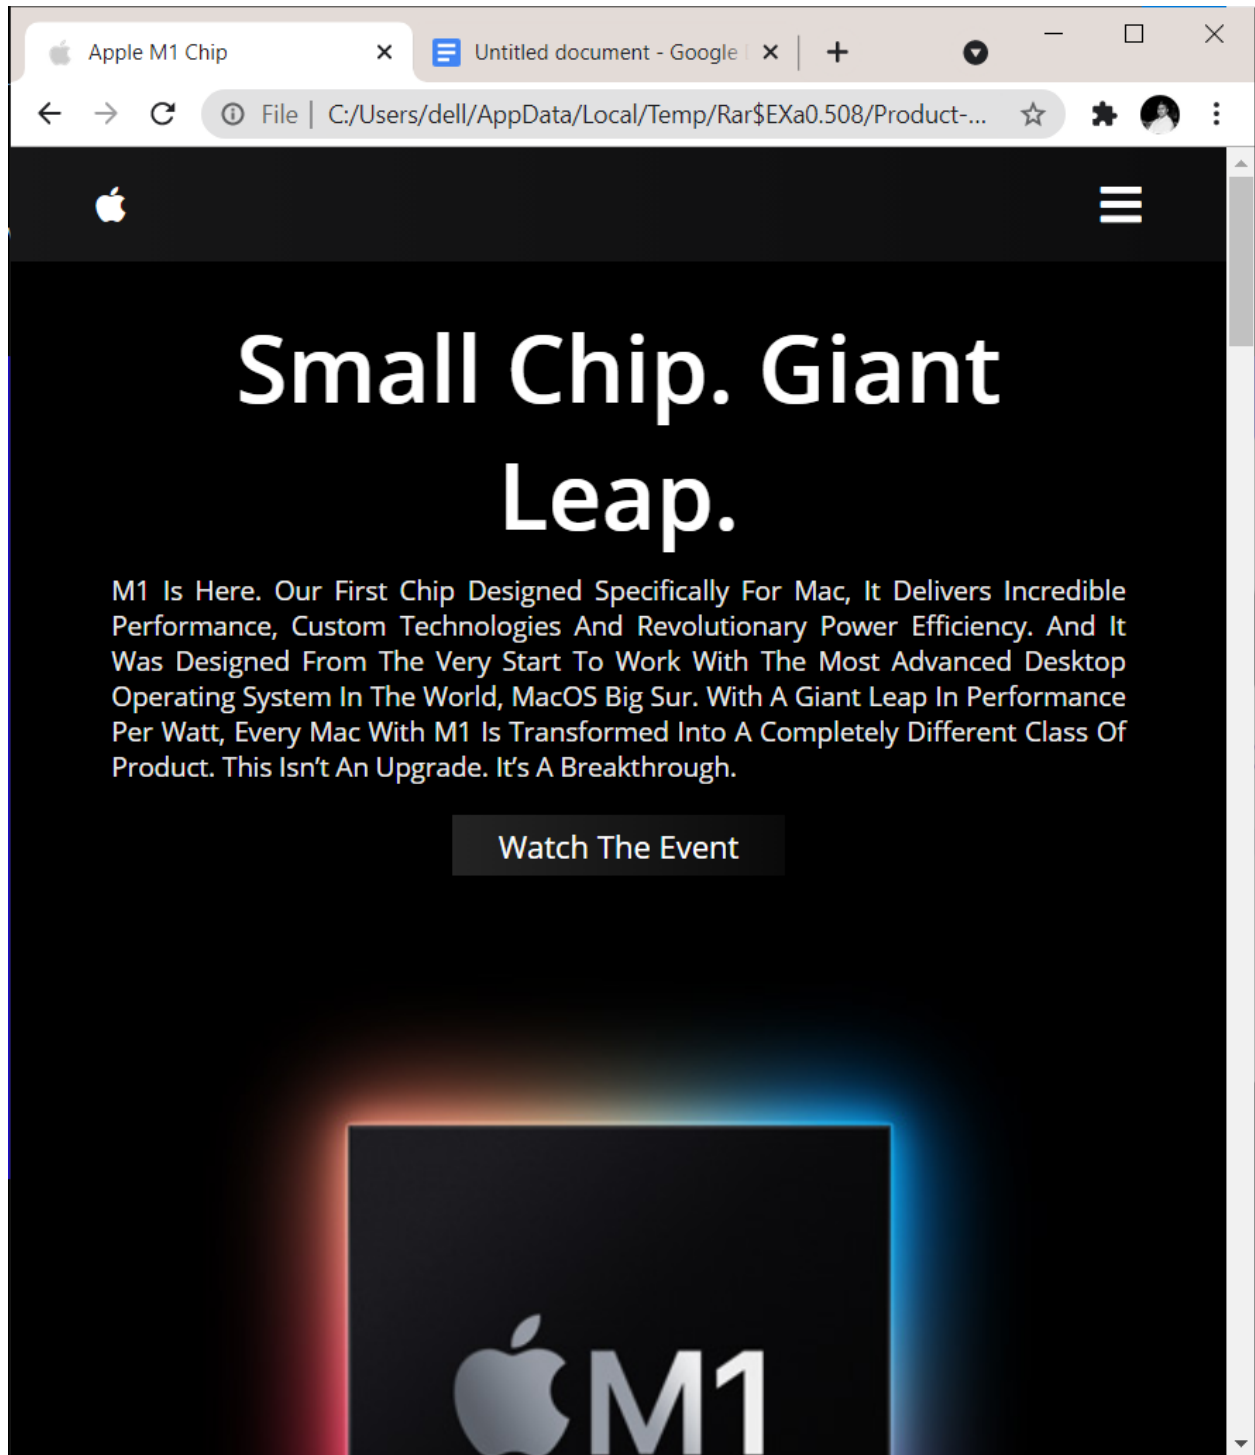 Apple M1 Chip
Untitled document - Google
File | C:/Users/dell/AppData/Local/Temp/Rar$EXa0.508/Product-...
Small Chip. Giant
Leap.
M1 Is Here. Our First Chip Designed Specifically For Mac, It Delivers Incredible
Performance, Custom Technologies And Revolutionary Power Efficiency. And It
Was Designed From The Very Start To Work With The Most Advanced Desktop
Operating System In The World, MacOS Big Sur. With A Giant Leap In Performance
Per Watt, Every Mac With M1 Is Transformed Into A Completely Different Class Of
Product. This Isn’t An Upgrade. It’s A Breakthrough.
Watch The Event
M1